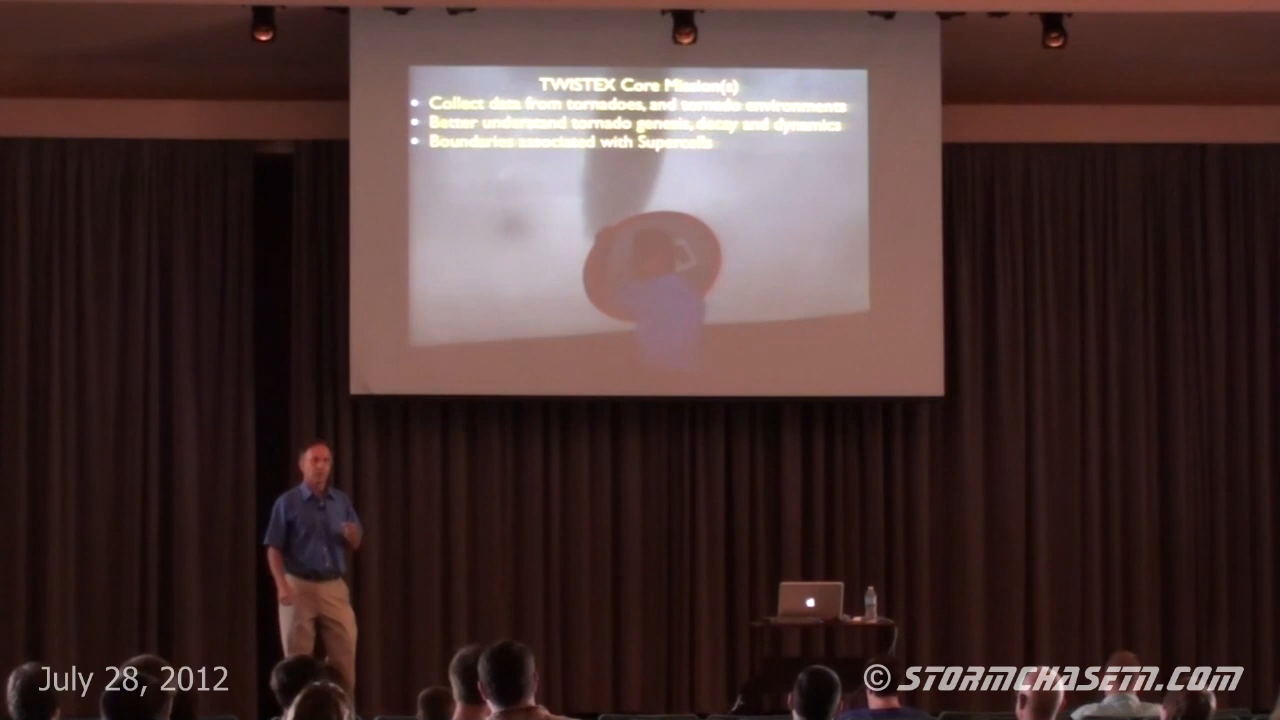 TWISTEX Core Mission(s)
• Collect data from tornadoes, and tornado environments
• Better understand tornado genesis, decay and dynamics
• Boundaries associated with Supercells
July 28, 2012
© STORMCHASETN.COM